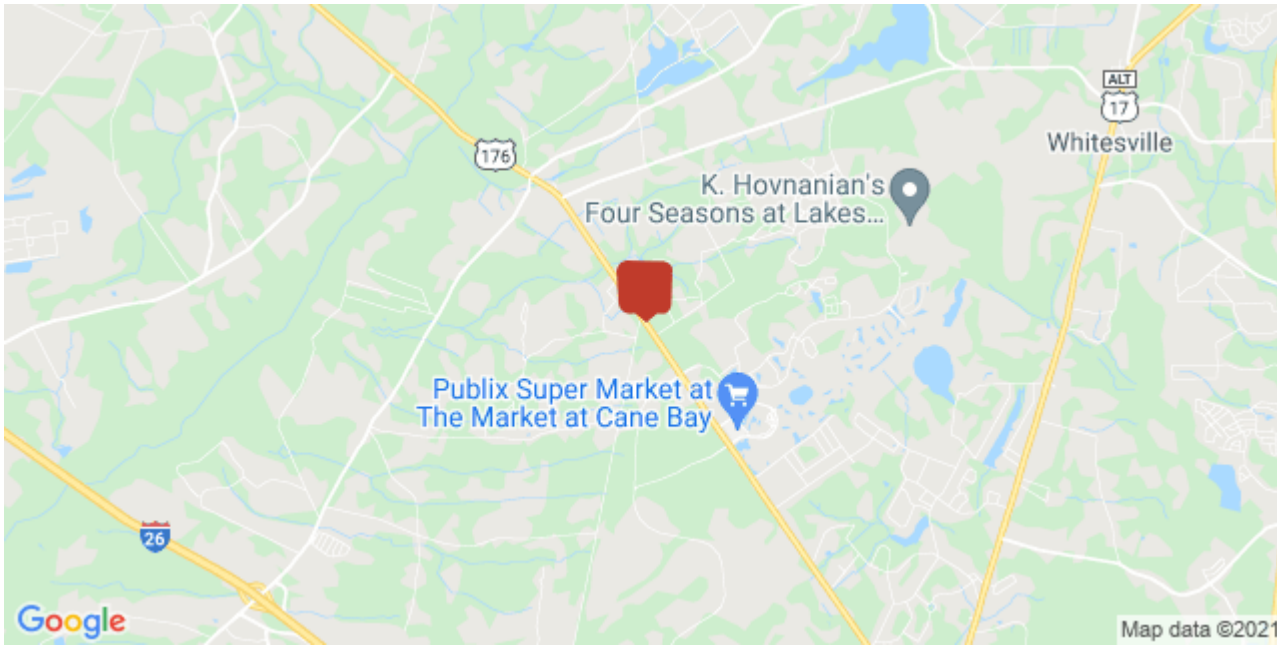 ALT
17
Whitesville
176
K. Hovnanian's
Four Seasons at Lakes...
Publix Super Market at
The Market at Cane Bay
26
Google
Map data ©2021